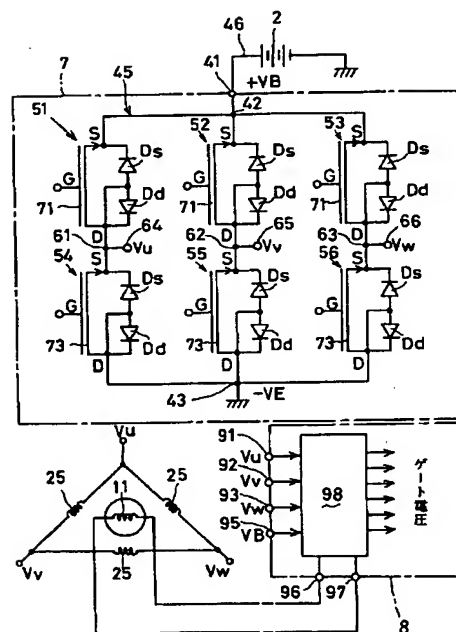 46 2
7 41 +VB
45 42
51 52 53
S S S
Ds Ds Ds
G G G
71 Dd 71 Dd 71 Dd
D 64 D 65 D 66
61 Vu 62 Vv 63 Vw
54 S 55 S 56 S
Ds Ds Ds
G G G
73 Dd 73 Dd 73 Dd
D D D
43 -VE
Vu
25 11 25
Vv 25 Vw
91
Vu
92
Vv
93
Vw
95
VB
98
ゲート電圧
96 97
8